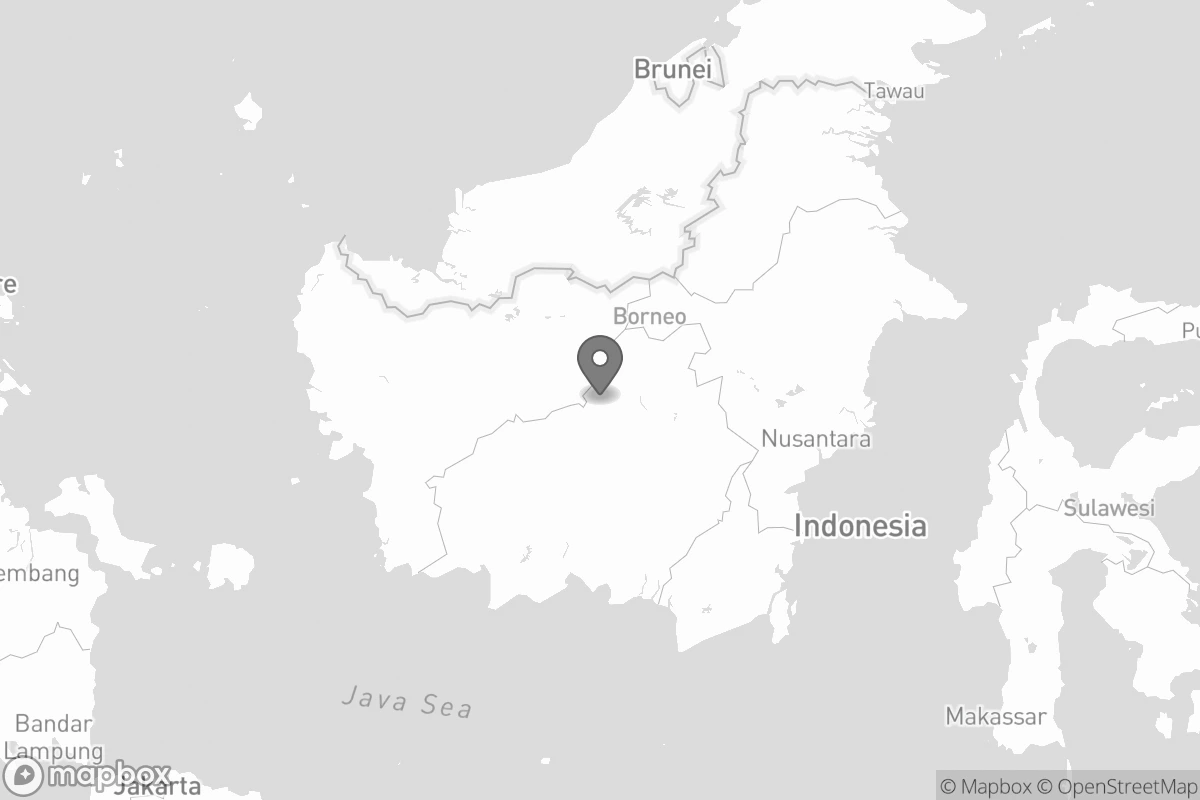 Brunei
Tawau
re
Borneo
Pu
Nusantara
Sulawesi
Indonesia
embang
Java Sea
Makassar
Bandar
Lampung
mapbox
Jakarta
© Mapbox © OpenStreetMap